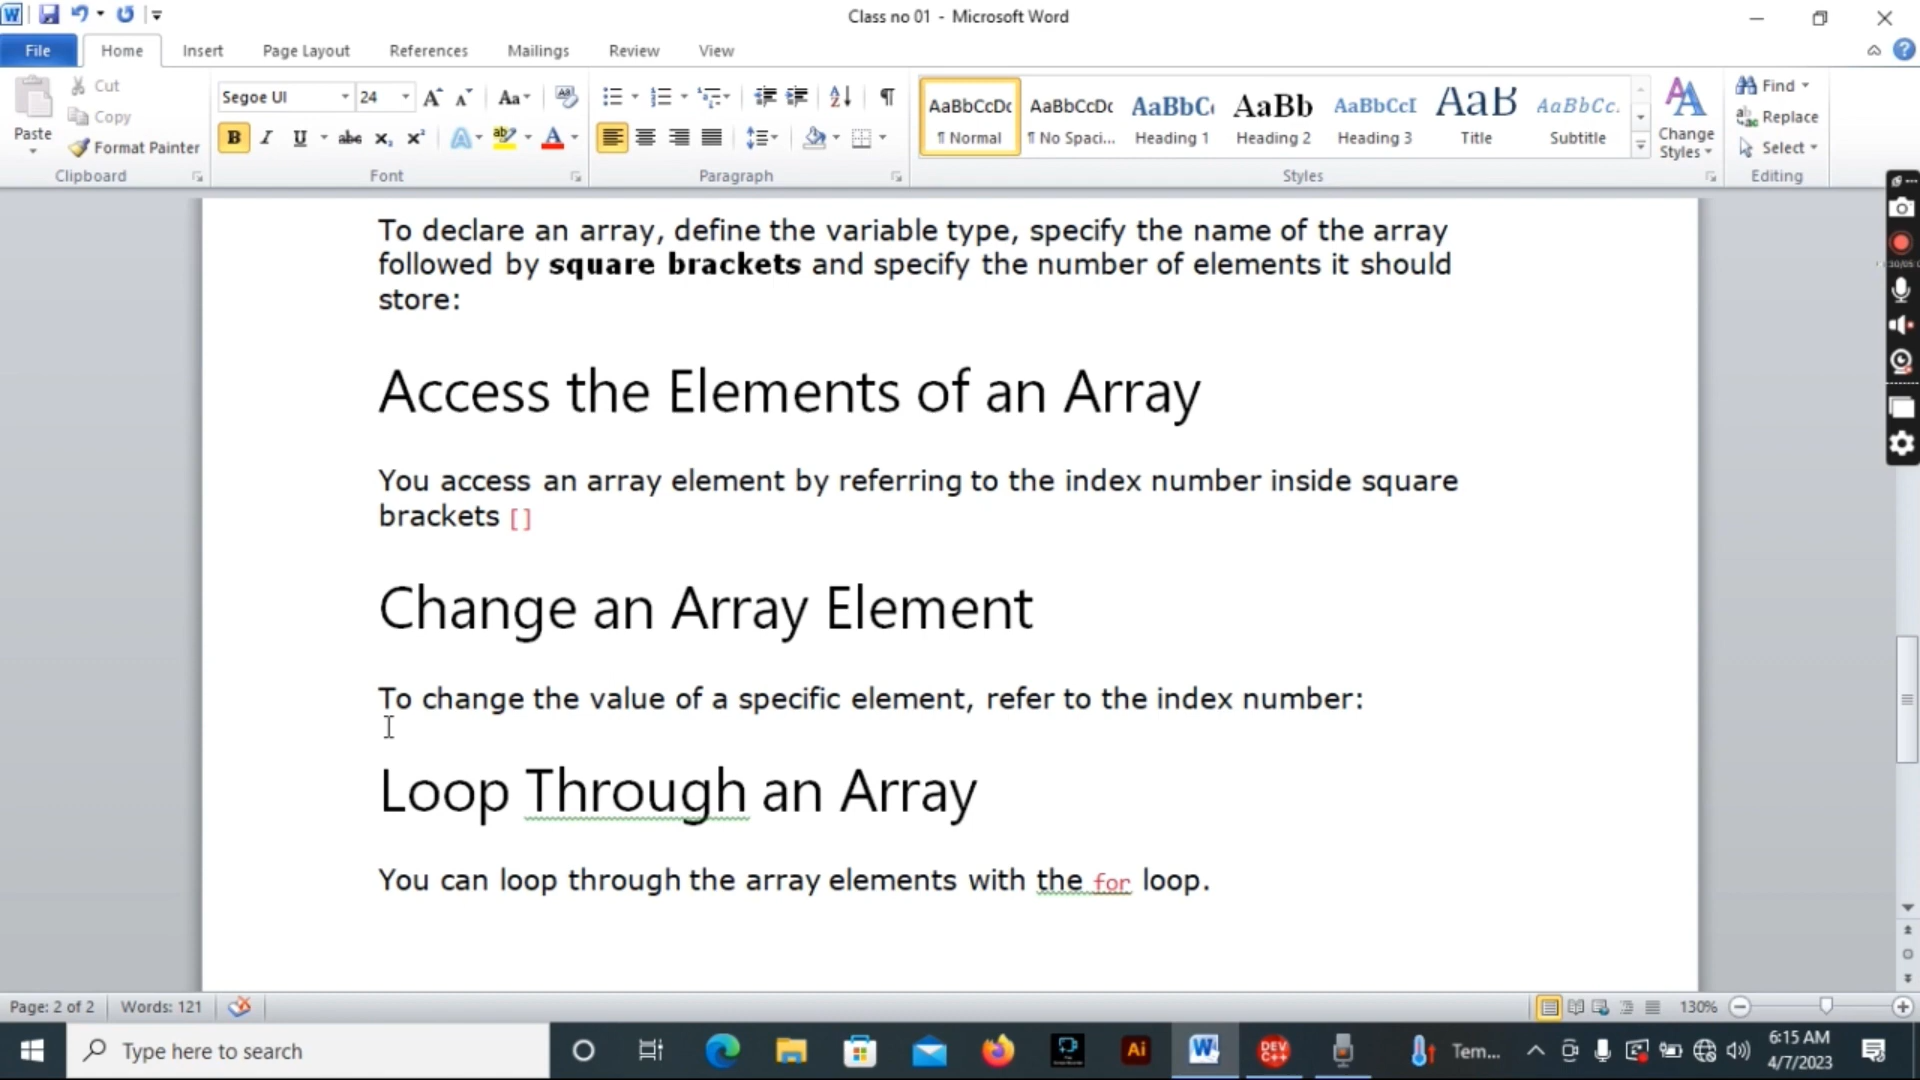 Class no 01 - Microsoft Word
File Home Insert Page Layout References Mailings Review View
Cut
Copy
Format Painter
Paste
Clipboard
Segoe UI 24
Font
Paragraph
AaBbCcDc AaBbCcDc AaBbC AaBb AaBbCcI AaB AaBbCc.
¶ Normal ¶ No Spaci... Heading 1 Heading 2 Heading 3 Title Subtitle
Styles
Change
Styles
Find
Replace
Select
Editing
To declare an array, define the variable type, specify the name of the array
followed by square brackets and specify the number of elements it should
store:
Access the Elements of an Array
You access an array element by referring to the index number inside square
brackets []
Change an Array Element
To change the value of a specific element, refer to the index number:
Loop Through an Array
You can loop through the array elements with the for loop.
Page: 2 of 2 Words: 121 130%
Type here to search
Tem...
6:15 AM
4/7/2023